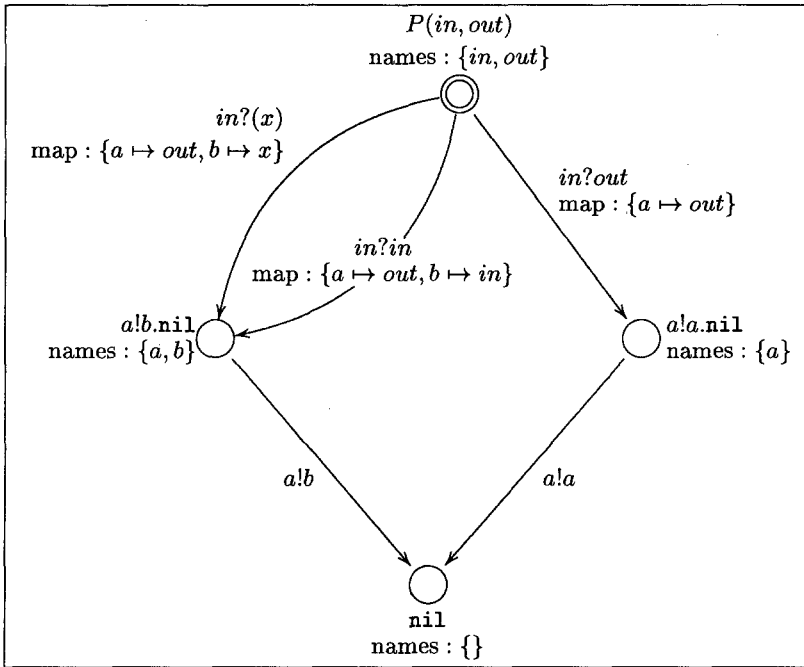 P(in, out)
names : {in, out}
in?(x)
map : {a ↦ out, b ↦ x}
in?out
map : {a ↦ out}
in?in
map : {a ↦ out, b ↦ in}
a!b.nil
names : {a, b}
a!a.nil
names : {a}
a!b
a!a
nil
names : {}